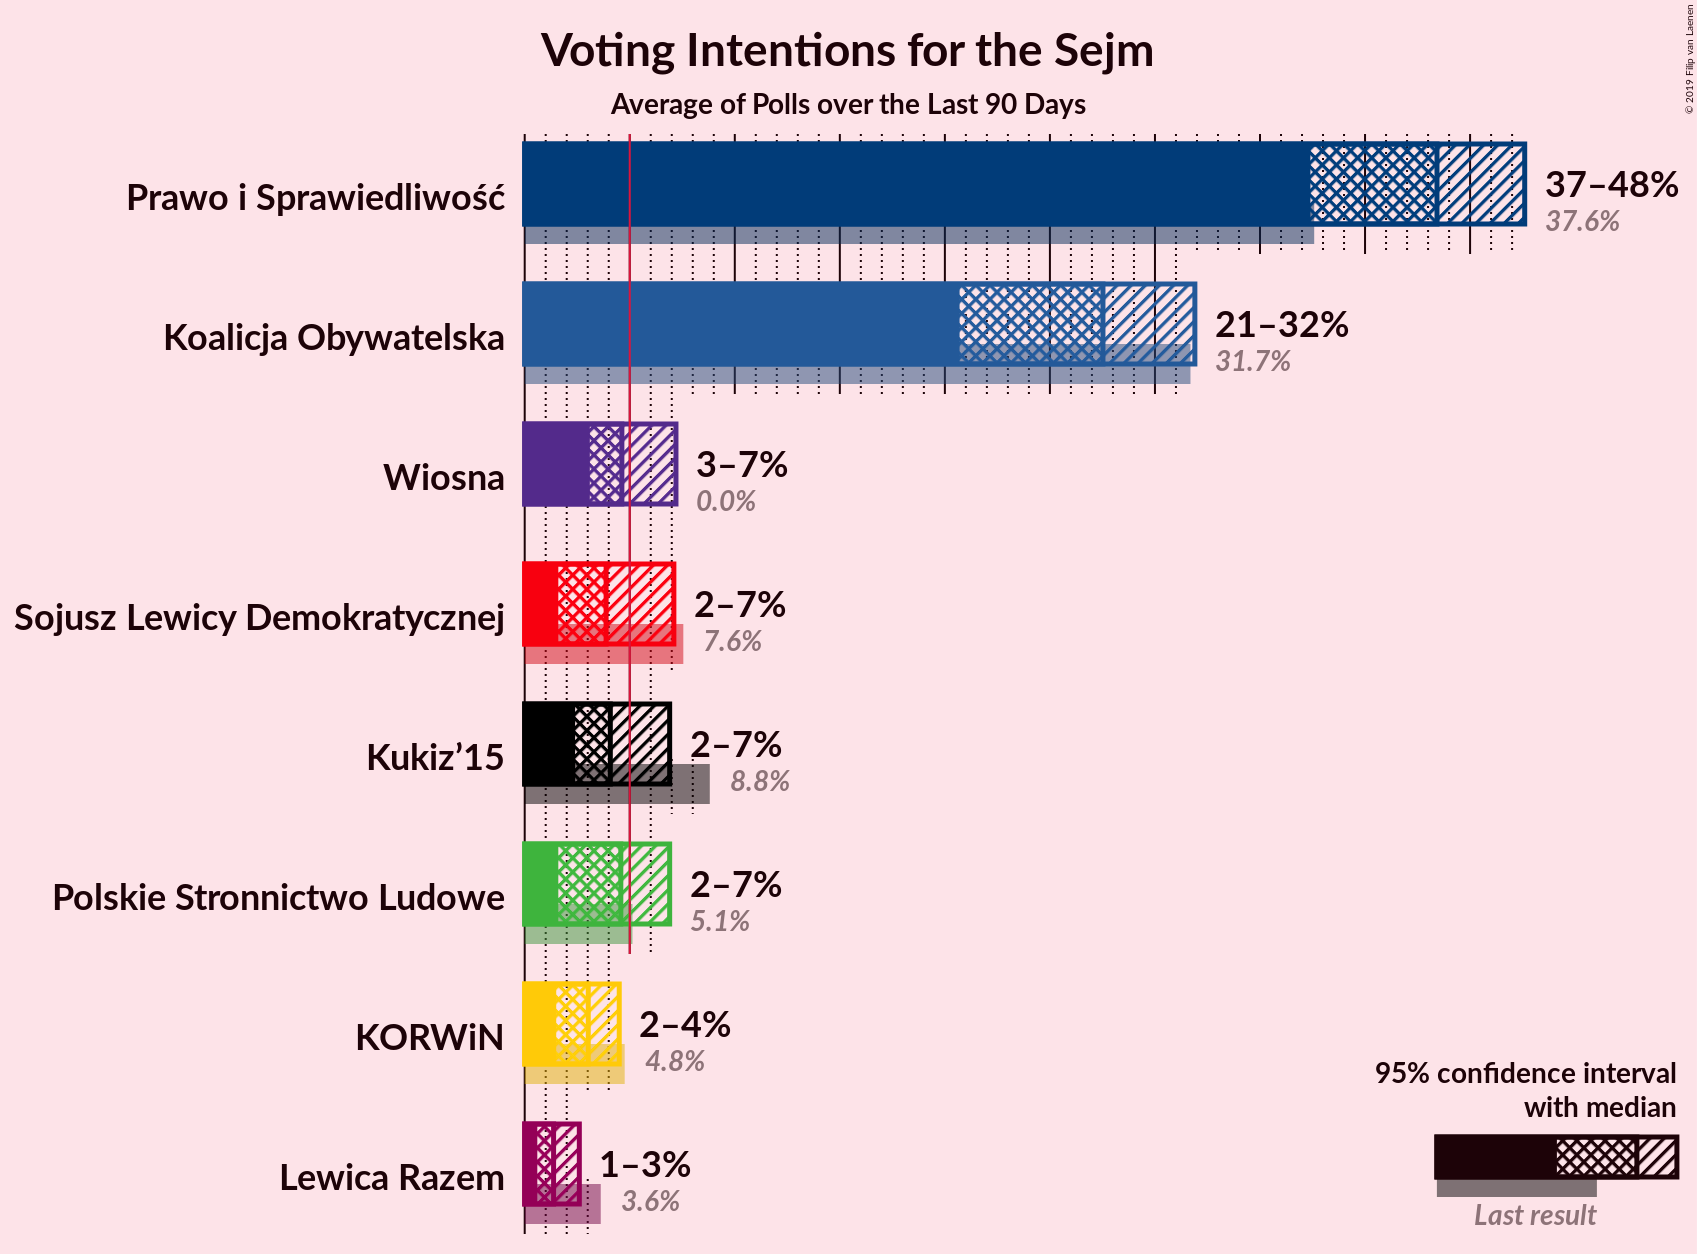 Voting Intentions for the Sejm
Average of Polls over the Last 90 Days
© 2019 Filip van Laenen
Prawo i Sprawiedliwość
37–48%
37.6%
Koalicja Obywatelska
21–32%
31.7%
Wiosna
3–7%
0.0%
Sojusz Lewicy Demokratycznej
2–7%
7.6%
Kukiz’15
2–7%
8.8%
Polskie Stronnictwo Ludowe
2–7%
5.1%
KORWiN
2–4%
4.8%
Lewica Razem
1–3%
3.6%
95% confidence interval
with median
Last result